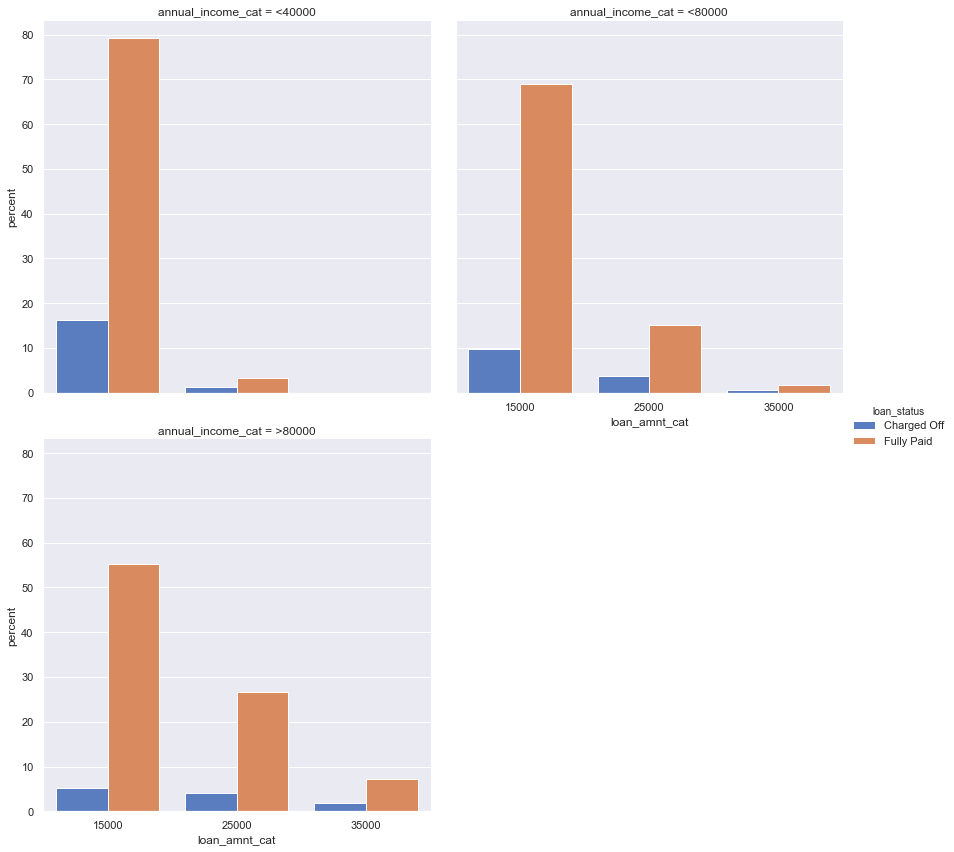 annual_income_cat = <40000
annual_income_cat = <80000
80
70
60
50
40
30
20
10
0
percent
15000 25000 35000
loan_amnt_cat
loan_status
Charged Off
Fully Paid
annual_income_cat = >80000
80
70
60
50
40
30
20
10
0
percent
15000 25000 35000
loan_amnt_cat